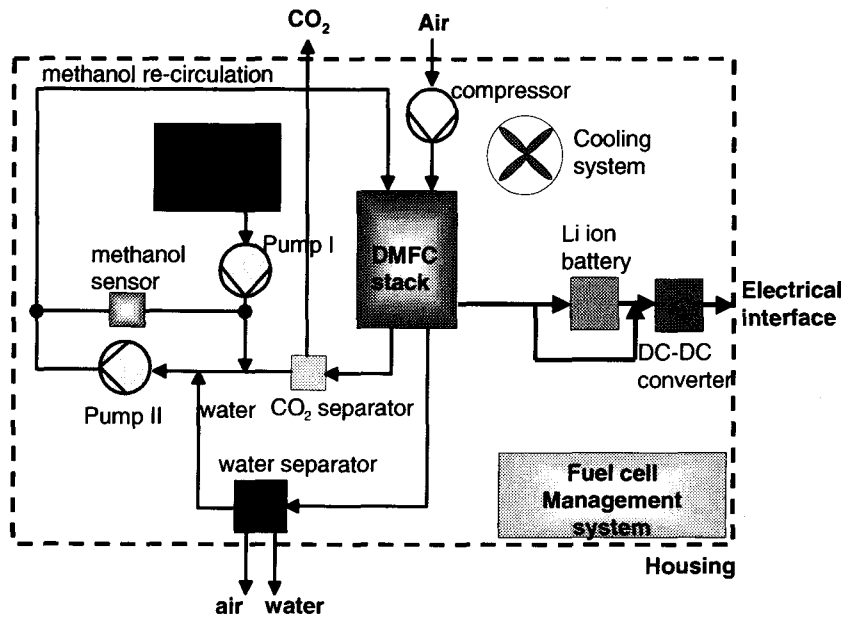 CO₂
Air
methanol re-circulation
compressor
Cooling
system
Pump I
methanol
sensor
DMFC
stack
Li ion
battery
Electrical
interface
DC-DC
converter
Pump II
water
CO₂ separator
water separator
Fuel cell
Management
system
Housing
air
water